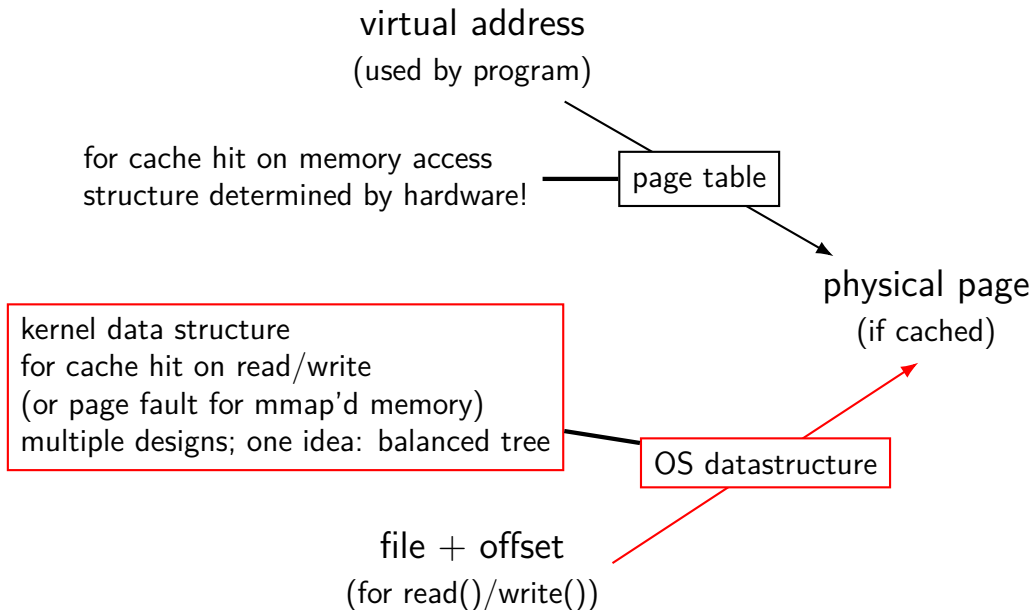 virtual address
(used by program)
for cache hit on memory access
structure determined by hardware!
page table
physical page
(if cached)
kernel data structure
for cache hit on read/write
(or page fault for mmap'd memory)
multiple designs; one idea: balanced tree
OS datastructure
file + offset
(for read()/write())